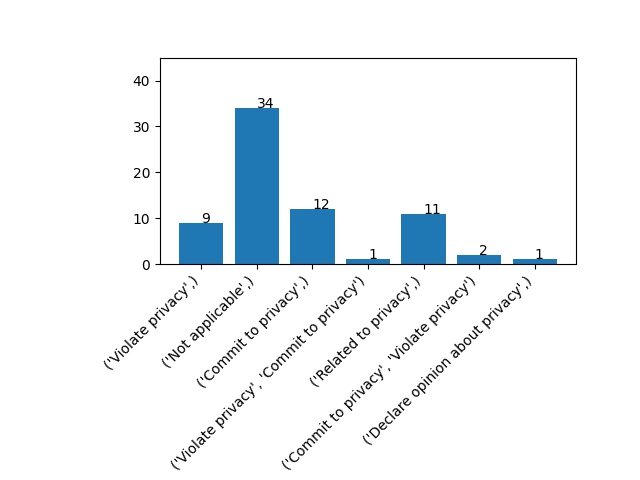 40
30
20
10
0
9
34
12
1
11
2
1
('Violate privacy',)
('Not applicable',)
('Commit to privacy',)
('Violate privacy', 'Commit to privacy')
('Related to privacy',)
('Commit to privacy', 'Violate privacy')
('Declare opinion about privacy',)